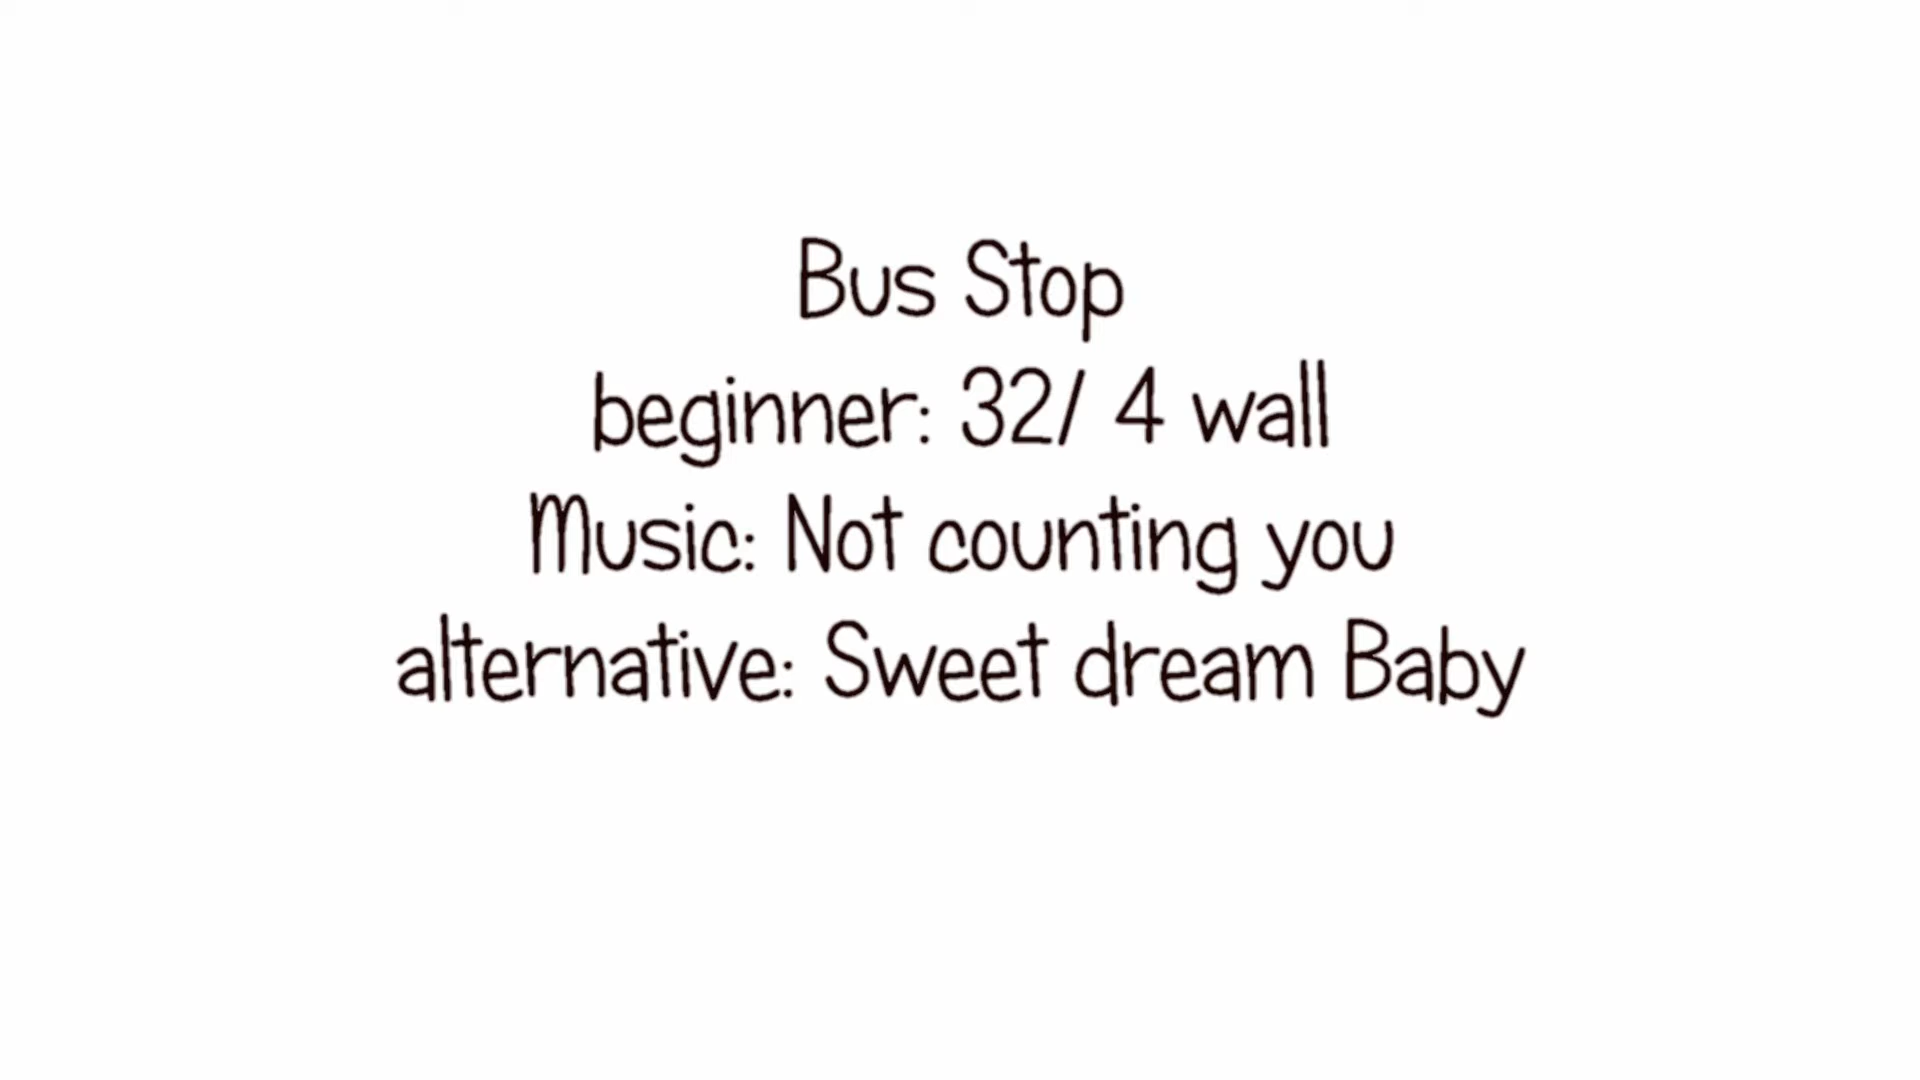 Bus Stop
beginner: 32/ 4 wall
Music: Not counting you
alternative: Sweet dream Baby